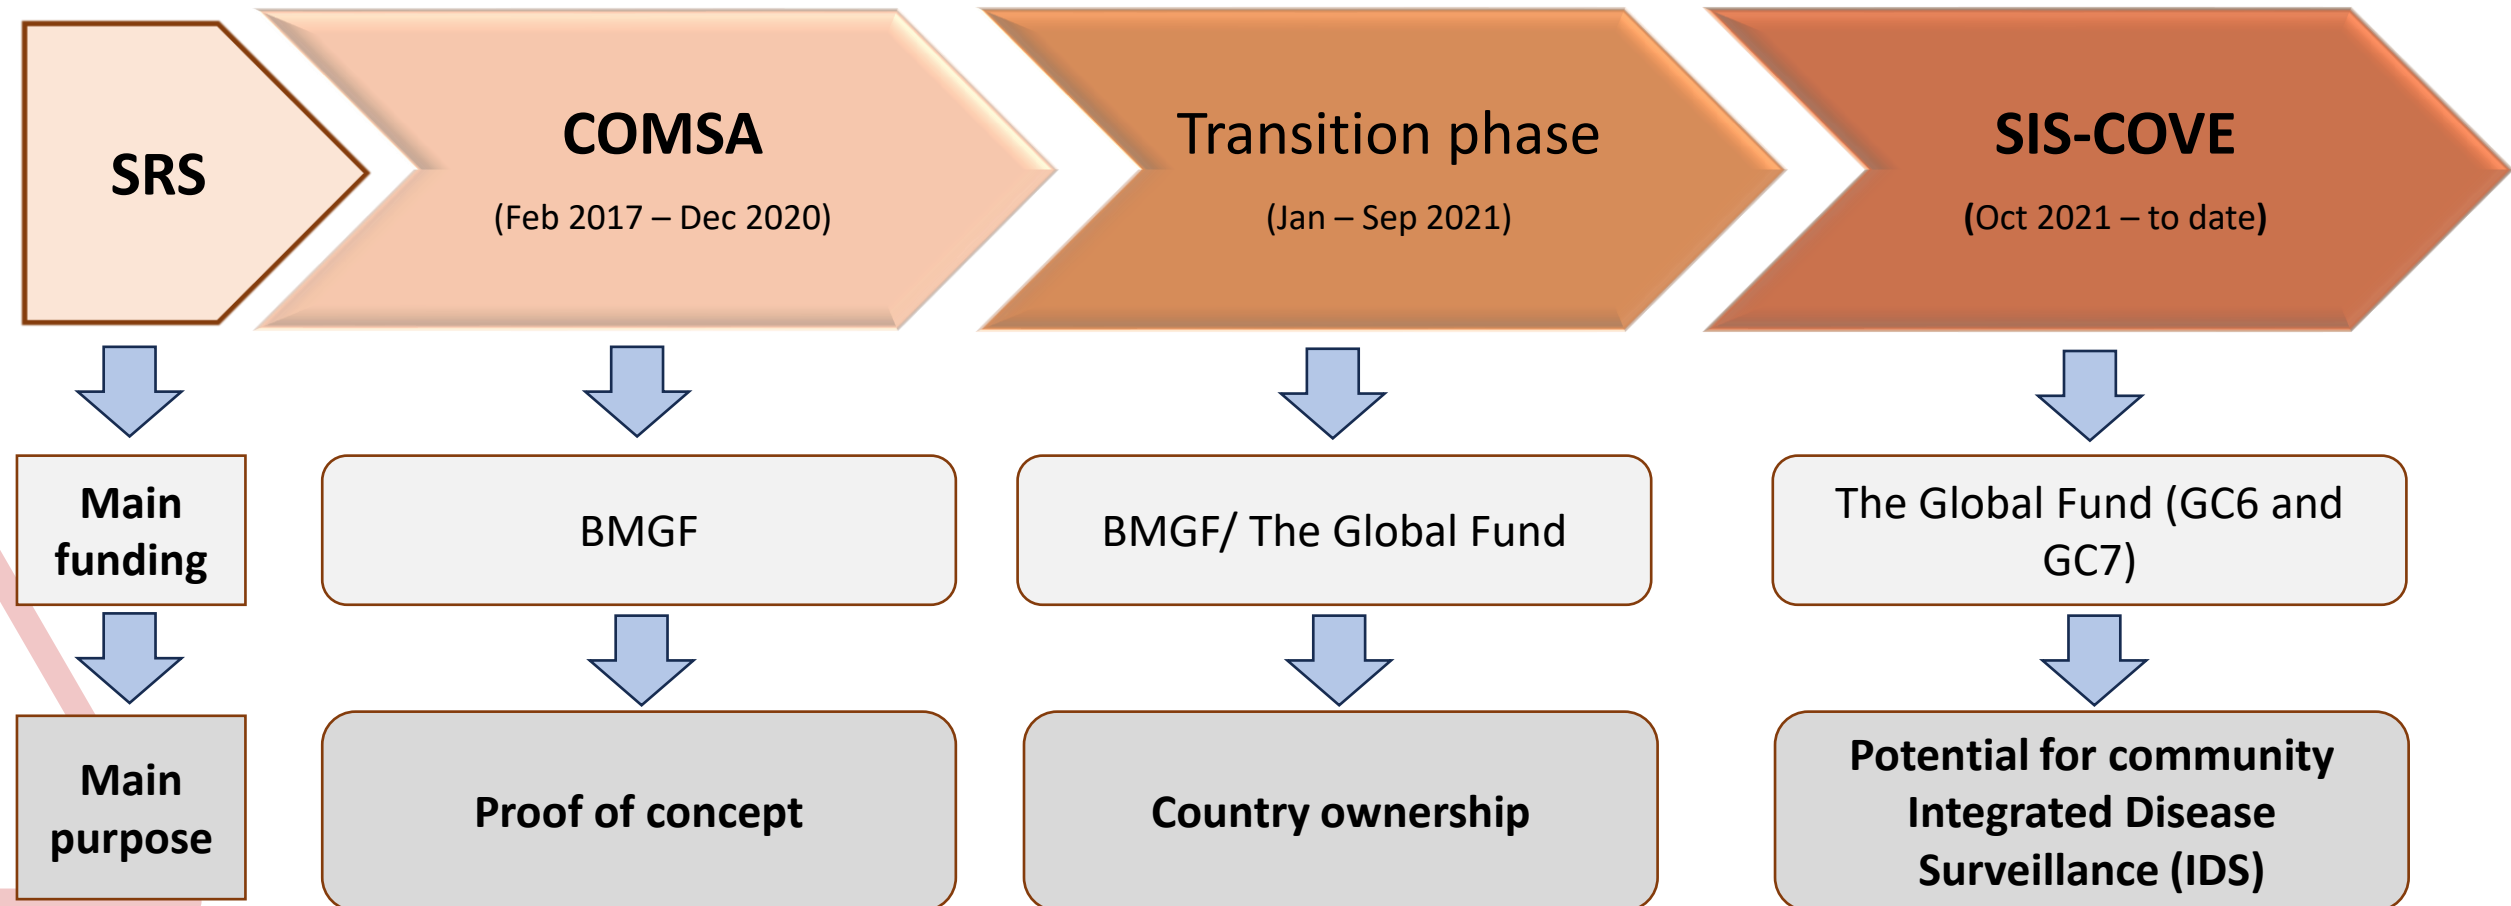 SRS
COMSA
(Feb 2017 – Dec 2020)
Transition phase
(Jan – Sep 2021)
SIS-COVE
(Oct 2021 – to date)
Main
funding
BMGF
BMGF/ The Global Fund
The Global Fund (GC6 and
GC7)
Main
purpose
Proof of concept
Country ownership
Potential for community
Integrated Disease
Surveillance (IDS)